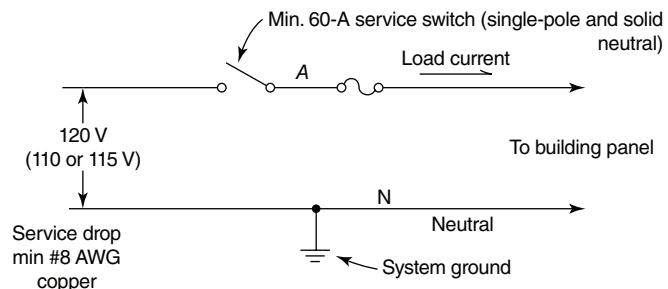 Min. 60-A service switch (single-pole and solid
neutral)
A
Load current
120 V
(110 or 115 V)
To building panel
N
Neutral
Service drop
min #8 AWG
copper
System ground